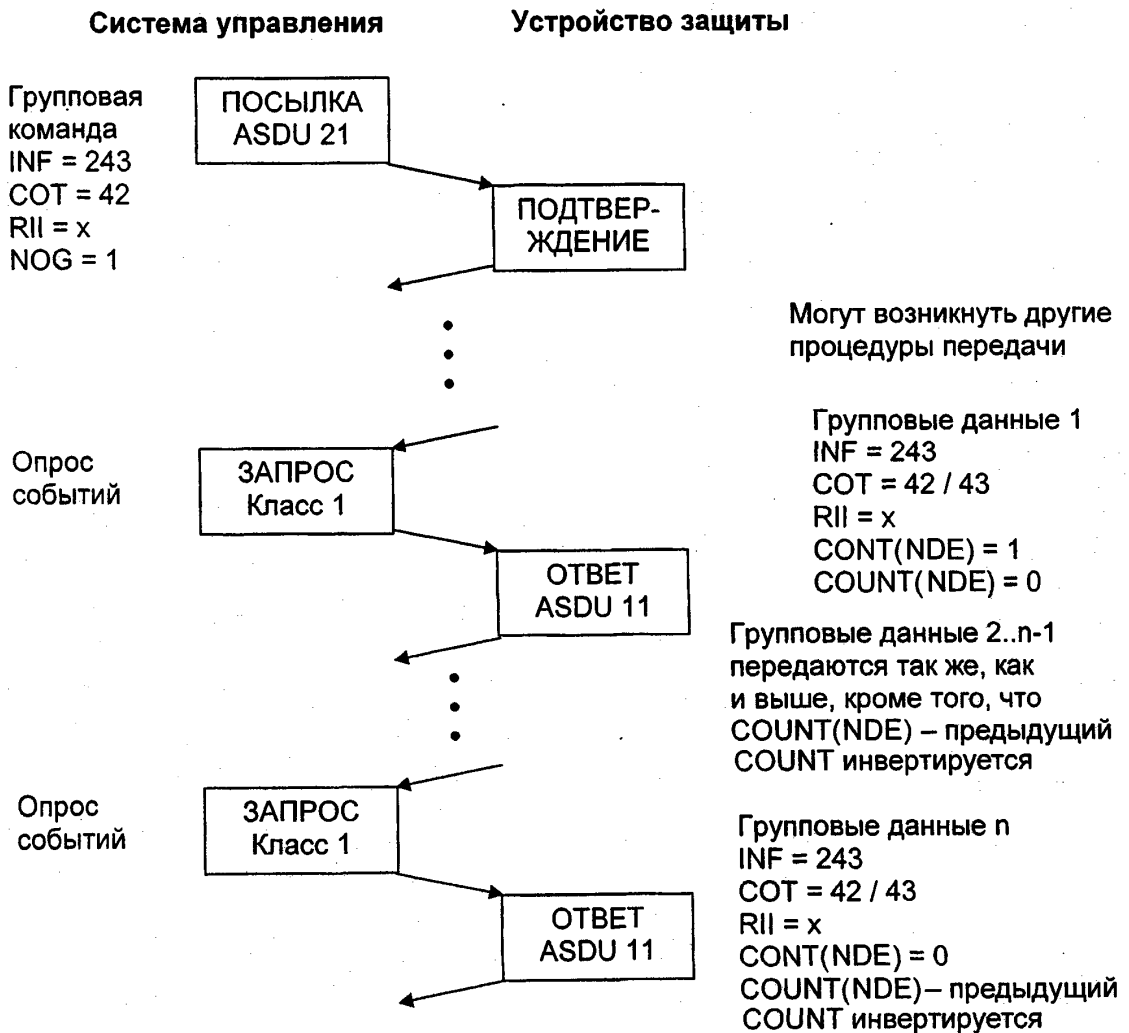 Система управления
Устройство защиты
Групповая
команда
INF = 243
COT = 42
RII = x
NOG = 1
ПОСЫЛКА
ASDU 21
ПОДТВЕР-
ЖДЕНИЕ
Могут возникнуть другие
процедуры передачи
Опрос
событий
ЗАПРОС
Класс 1
Групповые данные 1
INF = 243
COT = 42 / 43
RII = x
CONT(NDE) = 1
COUNT(NDE) = 0
ОТВЕТ
ASDU 11
Групповые данные 2..n-1
передаются так же, как
и выше, кроме того, что
COUNT(NDE) – предыдущий
COUNT инвертируется
Опрос
событий
ЗАПРОС
Класс 1
Групповые данные n
INF = 243
COT = 42 / 43
RII = x
CONT(NDE) = 0
COUNT(NDE) – предыдущий
COUNT инвертируется
ОТВЕТ
ASDU 11